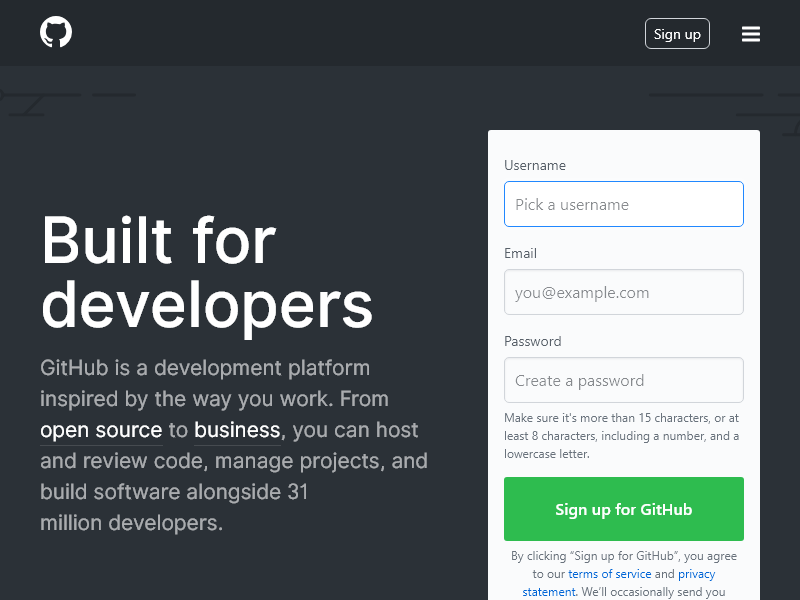 Sign up
Built for
developers
GitHub is a development platform
inspired by the way you work. From
open source to business, you can host
and review code, manage projects, and
build software alongside 31
million developers.
Username
Pick a username
Email
you@example.com
Password
Create a password
Make sure it's more than 15 characters, or at
least 8 characters, including a number, and a
lowercase letter.
Sign up for GitHub
By clicking “Sign up for GitHub”, you agree
to our terms of service and privacy
statement. We’ll occasionally send you